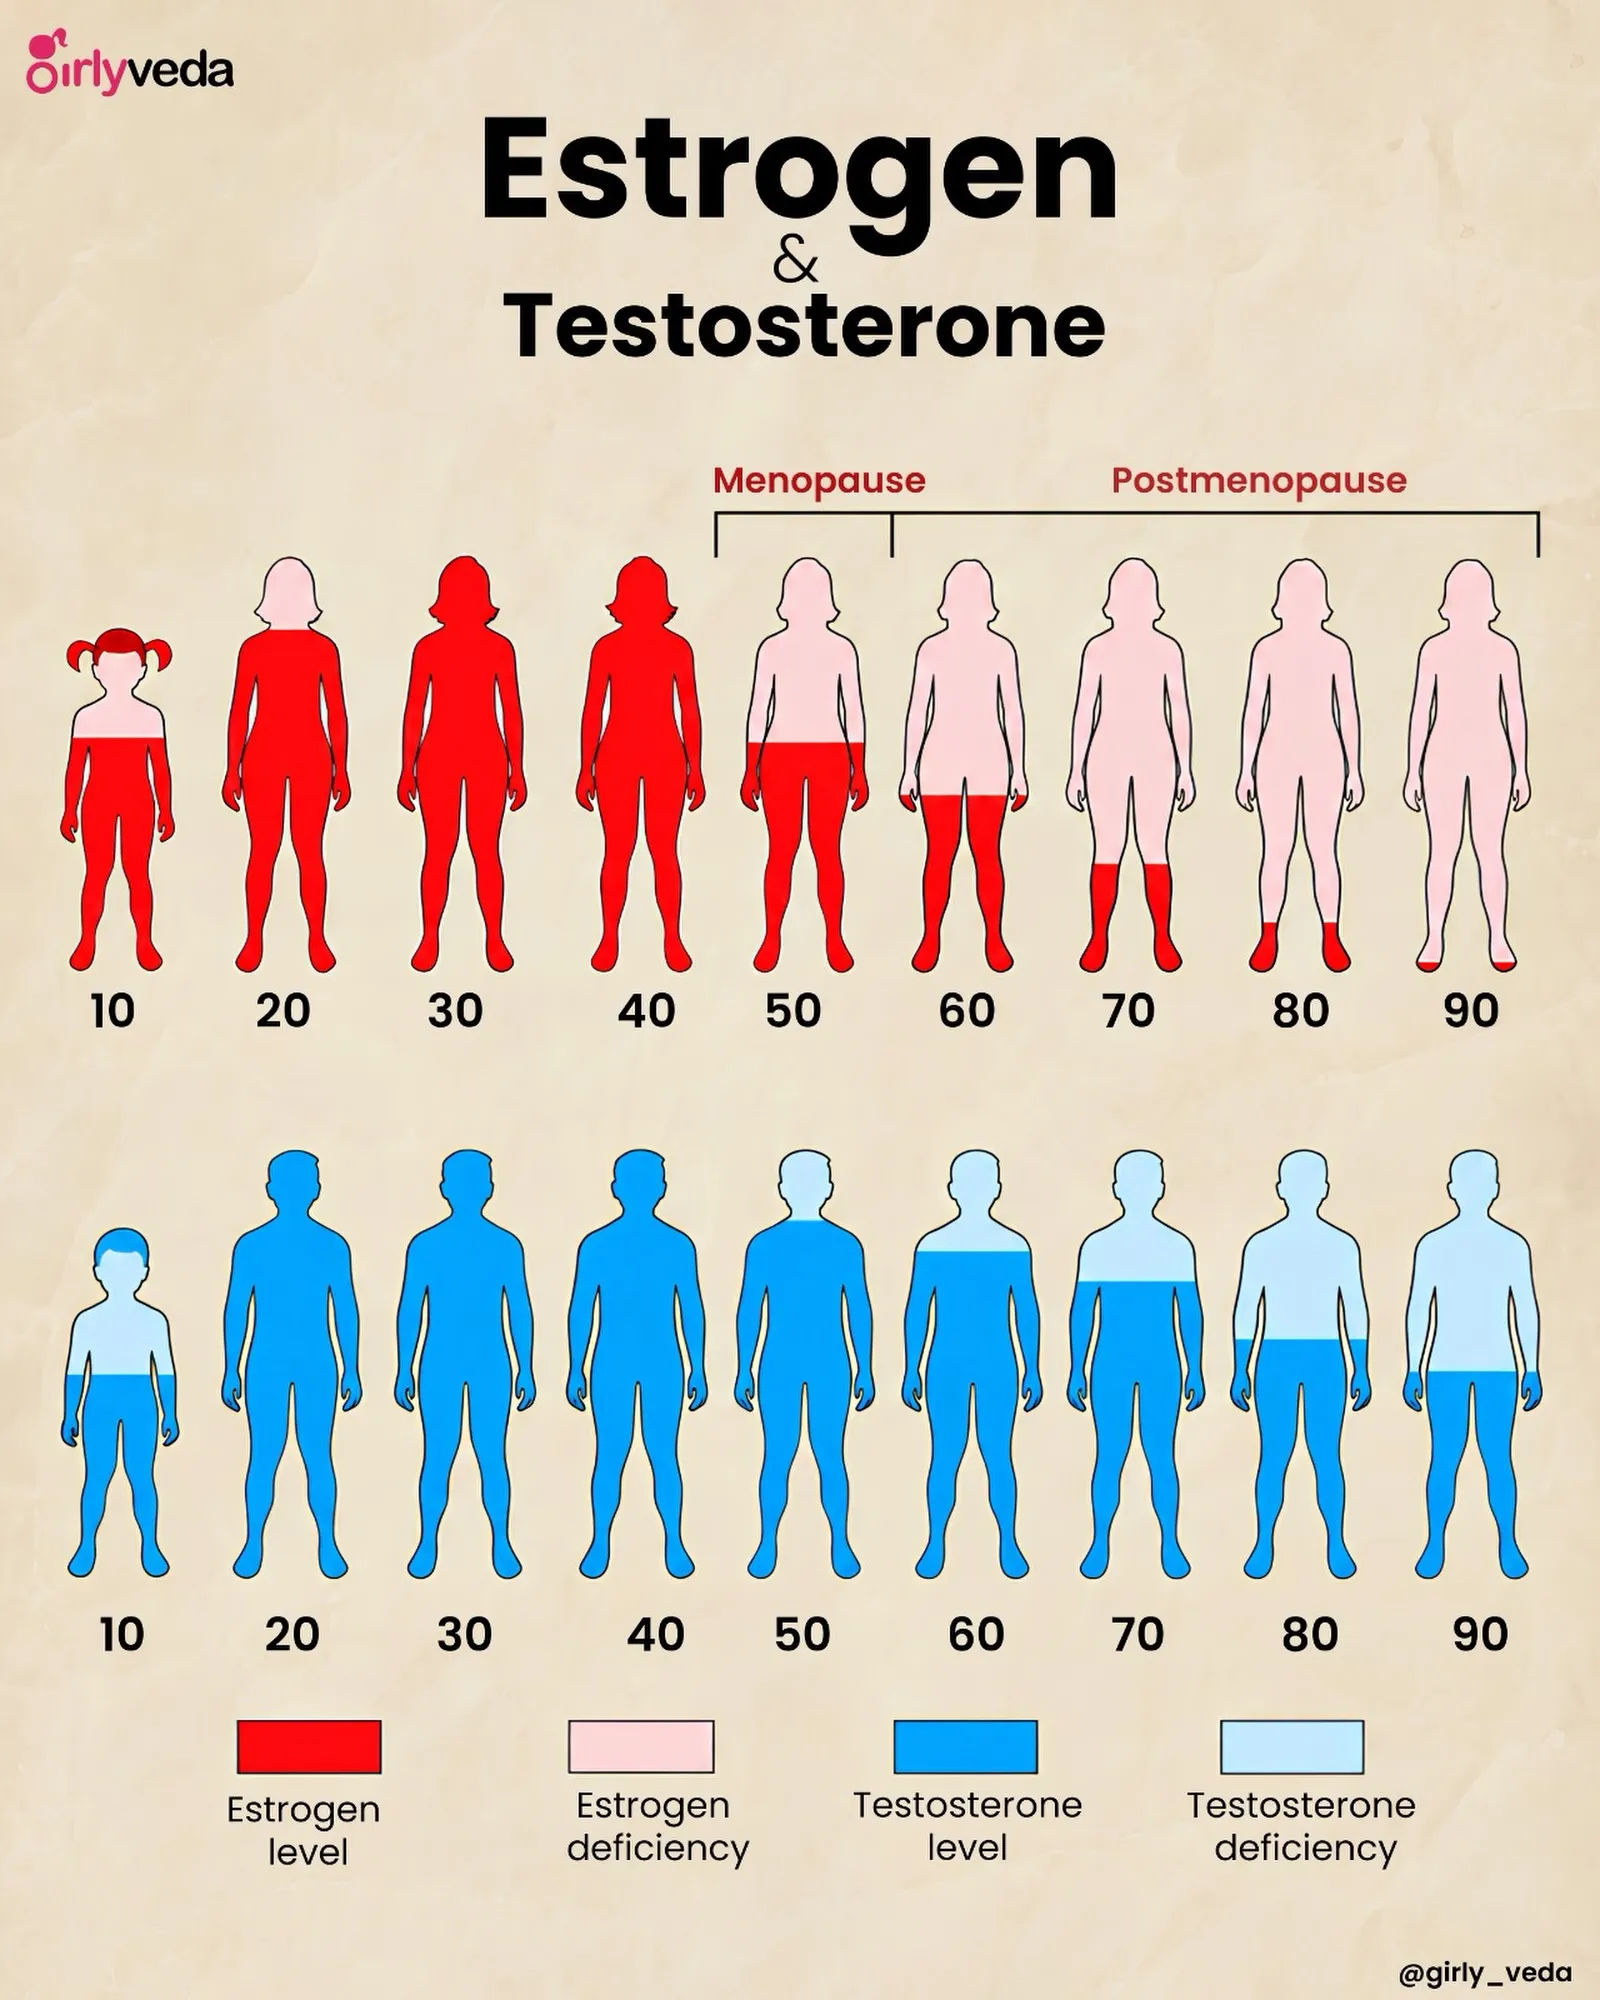 girlyveda
Estrogen
&
Testosterone
Menopause Postmenopause
10 20 30 40 50 60 70 80 90
10 20 30 40 50 60 70 80 90
Estrogen
level
Estrogen
deficiency
Testosterone
level
Testosterone
deficiency
@girly_veda